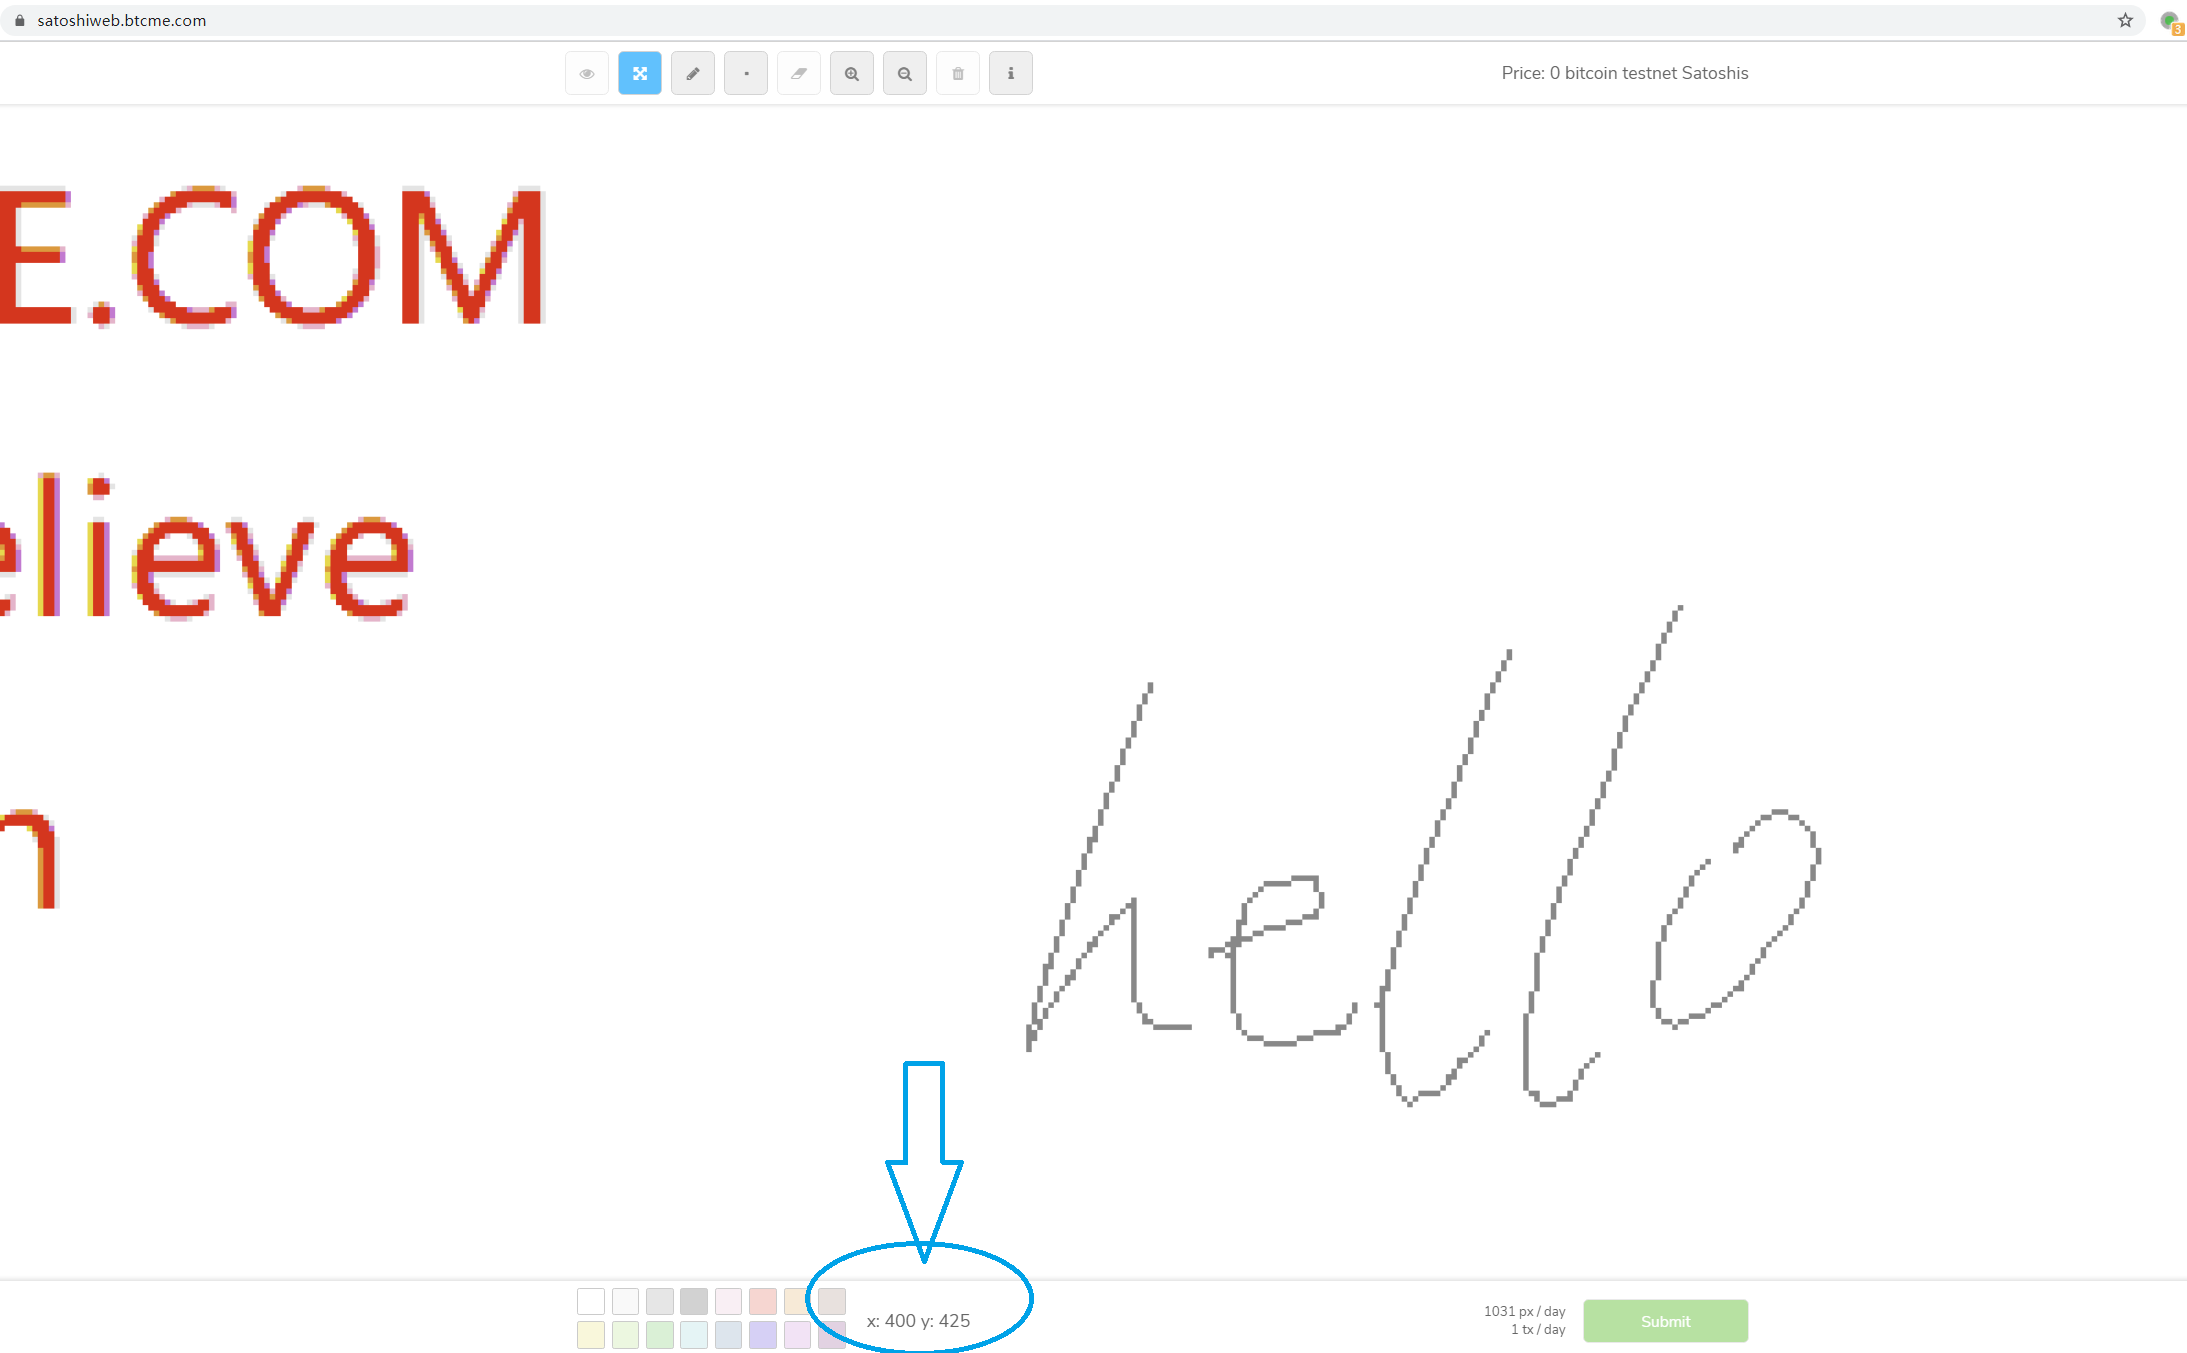 satoshiweb.btcme.com
3
Price: 0 bitcoin testnet Satoshis
E.COM
elieve
n
hello
x: 400 y: 425
1031 px / day
1 tx / day
Submit